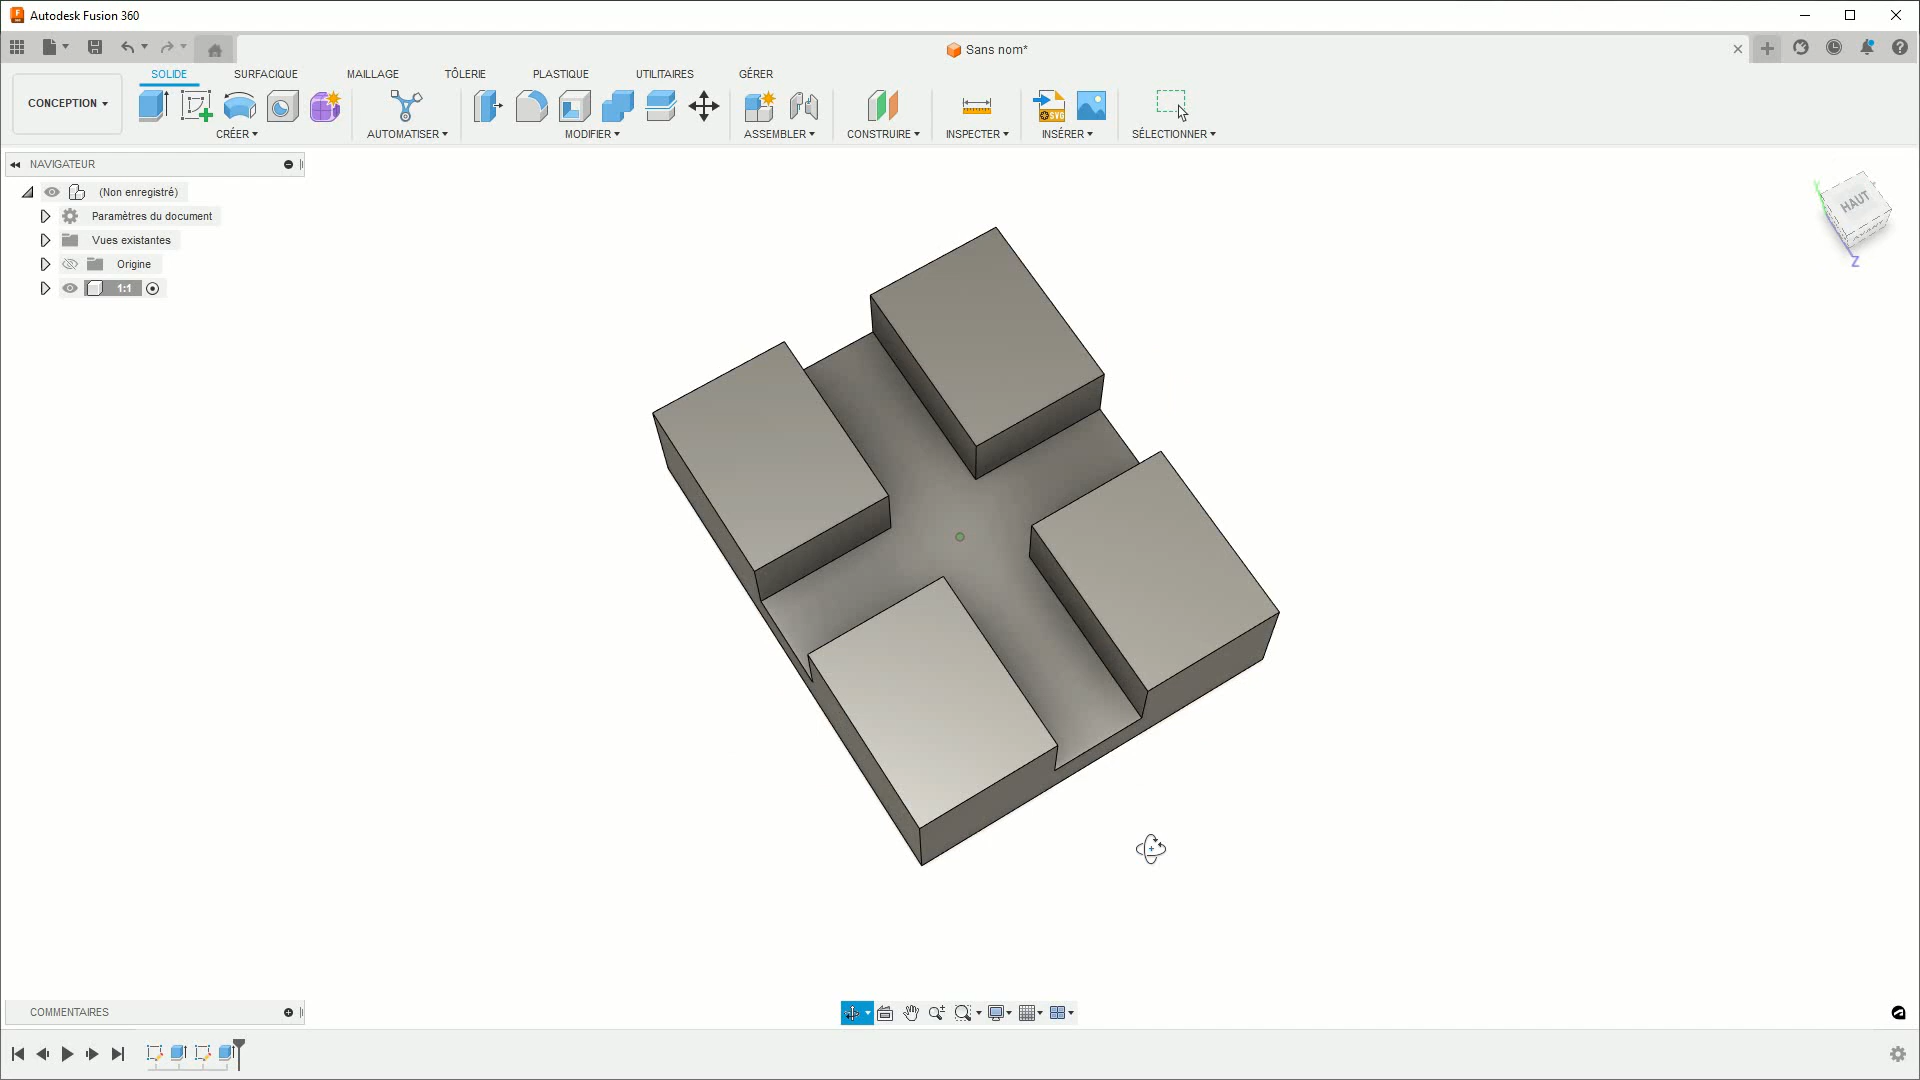 Autodesk Fusion 360
Sans nom*
CONCEPTION
SOLIDE
SURFACIQUE
MAILLAGE
TÔLERIE
PLASTIQUE
UTILITAIRES
GÉRER
CRÉER
AUTOMATISER
MODIFIER
ASSEMBLER
CONSTRUIRE
INSPECTER
INSÉRER
SÉLECTIONNER
SVG
NAVIGATEUR
(Non enregistré)
Paramètres du document
Vues existantes
Origine
1:1
HAUT
Z
COMMENTAIRES